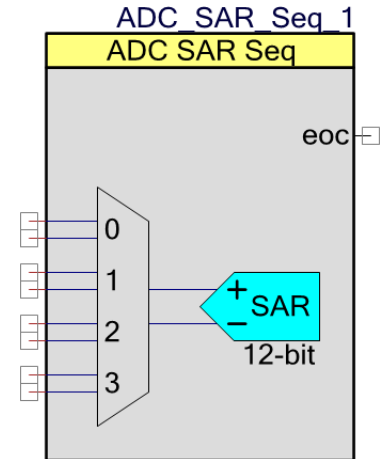 ADC_SAR_Seq_1
ADC SAR Seq
eoc
0
1
2
3
+
SAR
−
12-bit